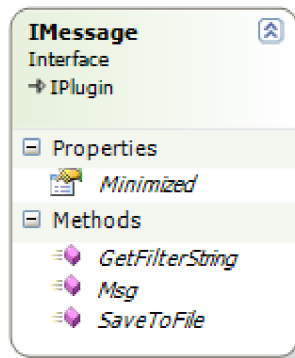 IMessage
Interface
IPlugin
Properties
Minimized
Methods
GetFilterString
Msg
SaveToFile